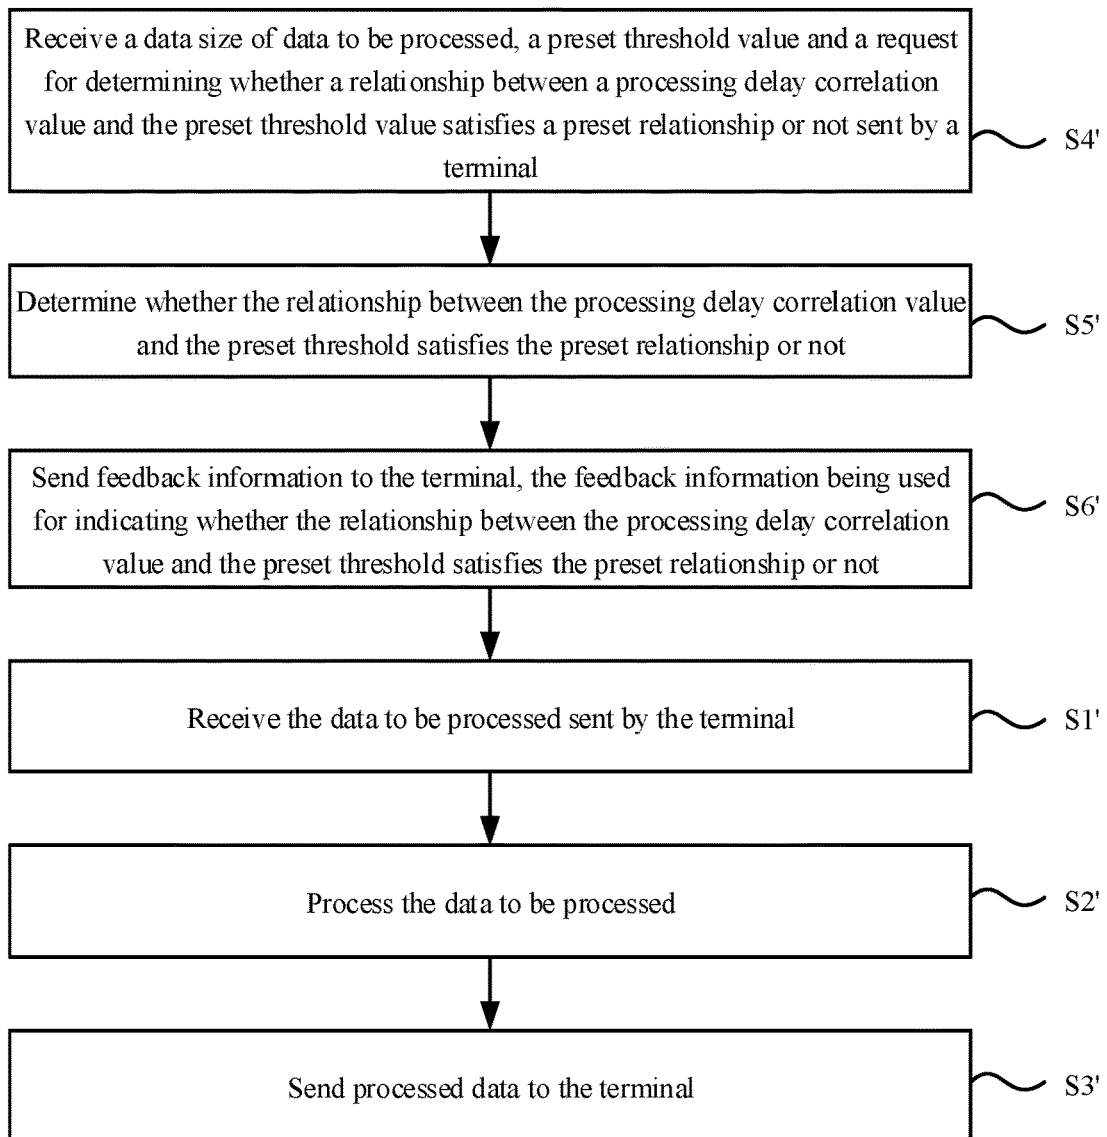 Receive a data size of data to be processed, a preset threshold value and a request
for determining whether a relationship between a processing delay correlation
value and the preset threshold value satisfies a preset relationship or not sent by a
terminal
S4'
Determine whether the relationship between the processing delay correlation value
and the preset threshold satisfies the preset relationship or not
S5'
Send feedback information to the terminal, the feedback information being used
for indicating whether the relationship between the processing delay correlation
value and the preset threshold satisfies the preset relationship or not
S6'
Receive the data to be processed sent by the terminal
S1'
Process the data to be processed
S2'
Send processed data to the terminal
S3'